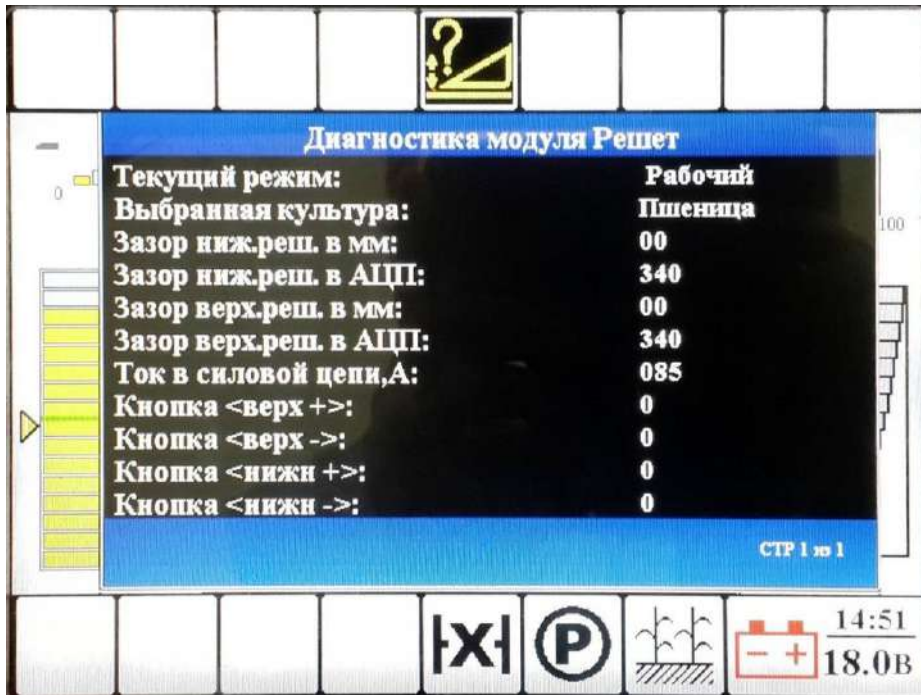 ?
Диагностика модуля Решет
Текущий режим: Рабочий
Выбранная культура: Пшеница
Зазор ниж.реш. в мм: 00
Зазор ниж.реш. в АЦП: 340
Зазор верх.реш. в мм: 00
Зазор верх.реш. в АЦП: 340
Ток в силовой цепи,А: 085
Кнопка <верх +>: 0
Кнопка <верх ->: 0
Кнопка <нижн +>: 0
Кнопка <нижн ->: 0
0
100
СТР 1 из 1
X
P
14:51
18.0В